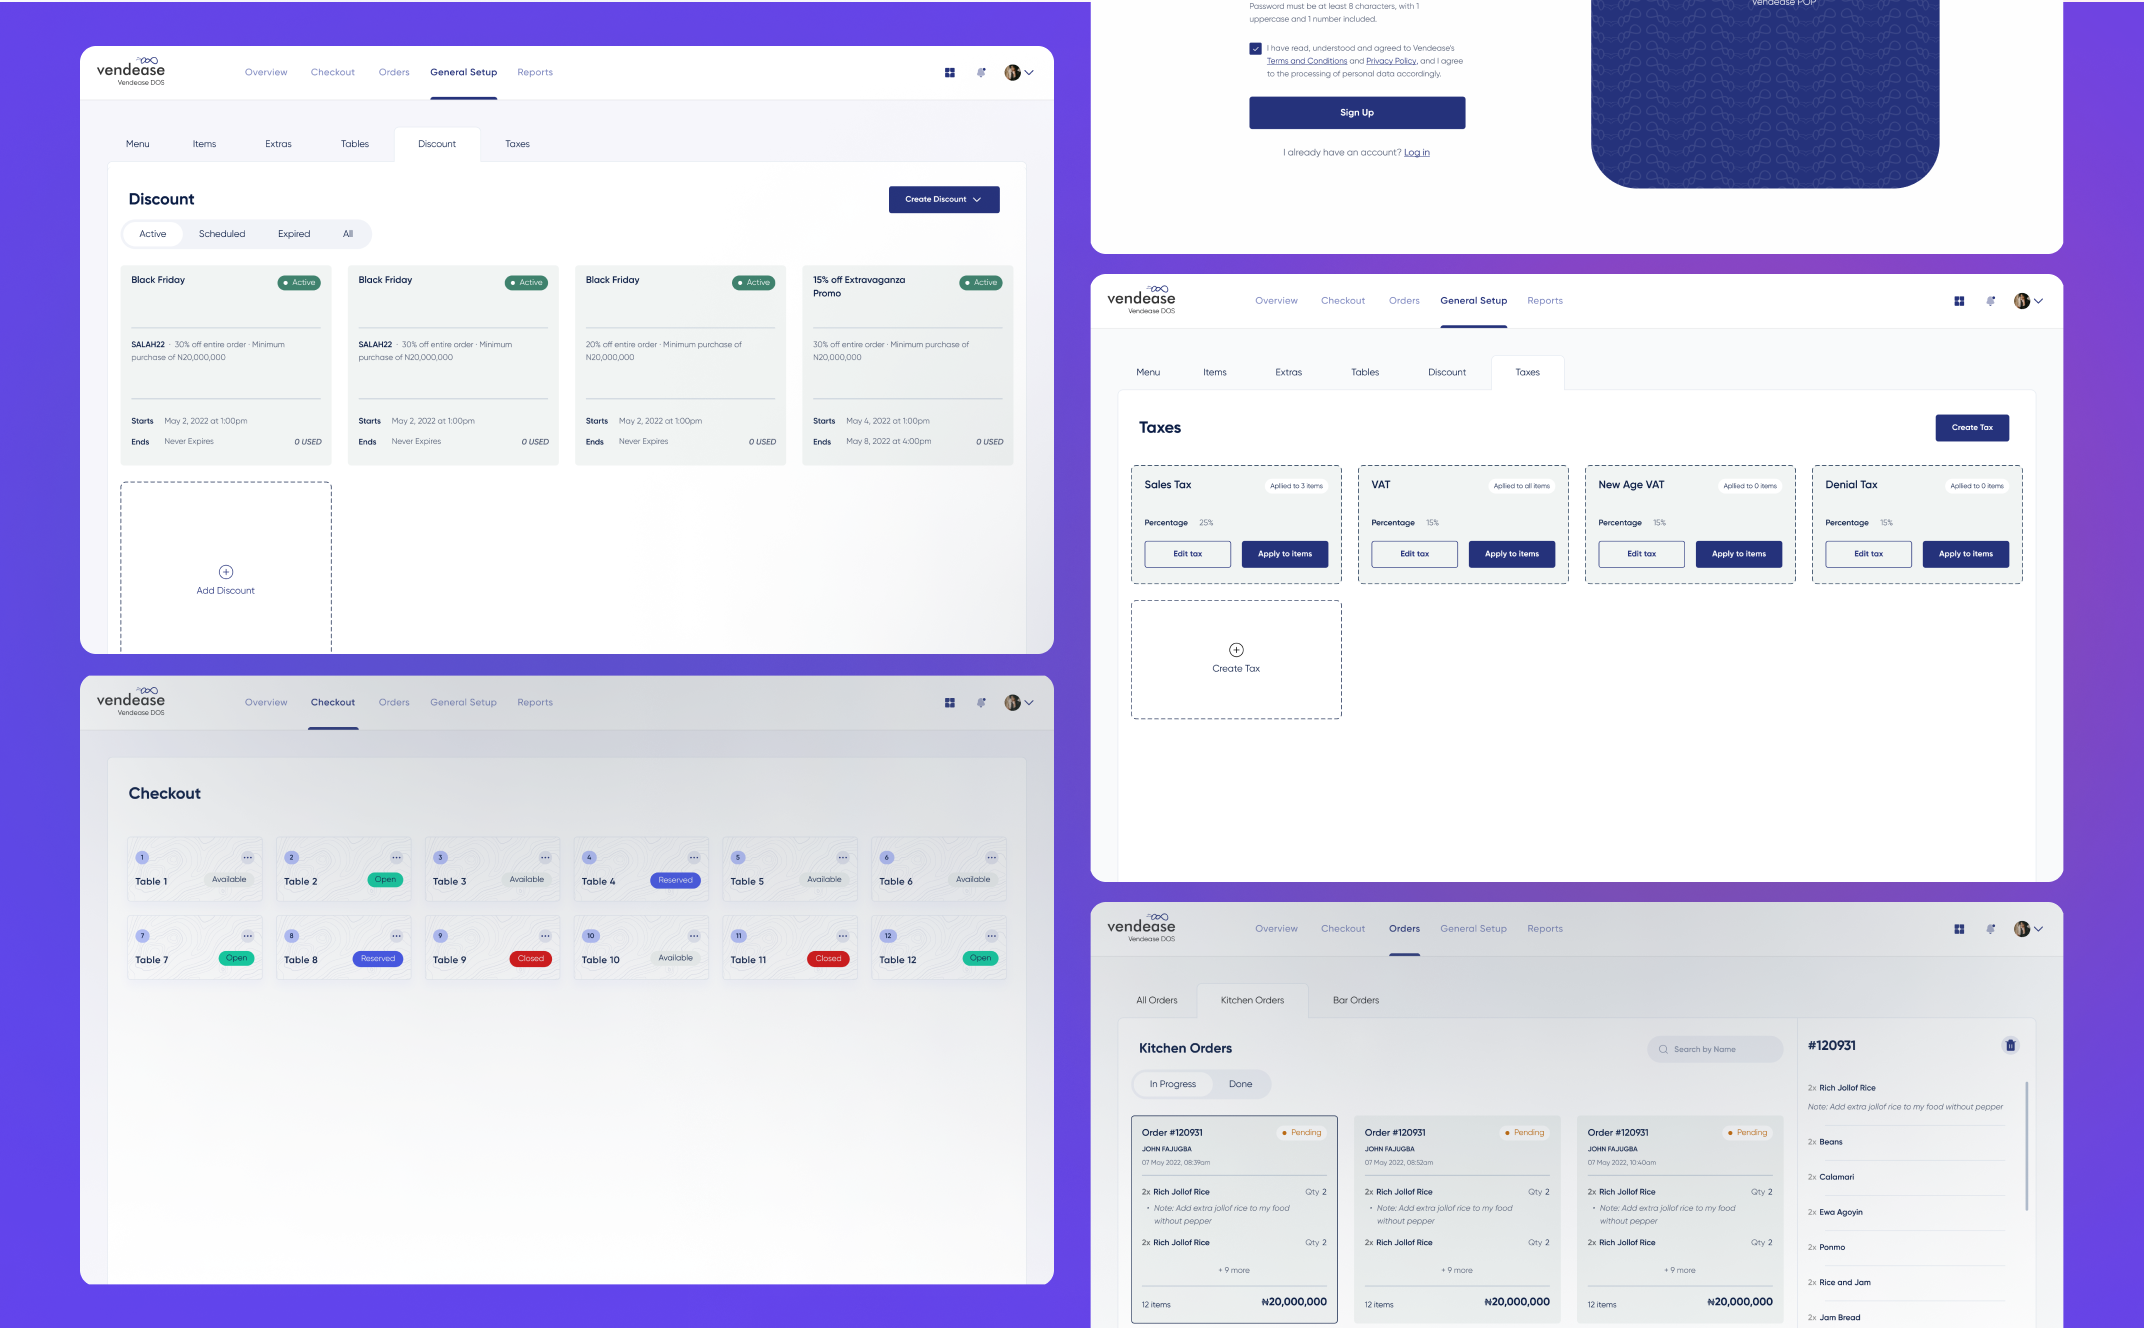 vendease
Vendease DOS
Overview
Checkout
Orders
General Setup
Reports
Menu
Items
Extras
Tables
Discount
Taxes
Discount
Create Discount
Active
Scheduled
Expired
All
Black Friday
Active
SALAH22 · 30% off entire order · Minimum
purchase of N20,000,000
Starts May 2, 2022 at 1:00pm
Ends Never Expires
0 USED
Black Friday
Active
SALAH22 · 30% off entire order · Minimum
purchase of N20,000,000
Starts May 2, 2022 at 1:00pm
Ends Never Expires
0 USED
Black Friday
Active
20% off entire order · Minimum purchase of
N20,000,000
Starts May 2, 2022 at 1:00pm
Ends Never Expires
0 USED
15% off Extravaganza
Promo
Active
30% off entire order · Minimum purchase of
N20,000,000
Starts May 4, 2022 at 1:00pm
Ends May 8, 2022 at 4:00pm
0 USED
Add Discount
vendease
Vendease DOS
Overview
Checkout
Orders
General Setup
Reports
Checkout
1
Table 1
Available
2
Table 2
Open
3
Table 3
Available
4
Table 4
Reserved
5
Table 5
Available
6
Table 6
Available
7
Table 7
Open
8
Table 8
Reserved
9
Table 9
Closed
10
Table 10
Available
11
Table 11
Closed
12
Table 12
Open
Password must be at least 8 characters, with 1
uppercase and 1 number included.
I have read, understood and agreed to Vendease's
Terms and Conditions and Privacy Policy, and I agree
to the processing of personal data accordingly.
Sign Up
I already have an account? Log in
Vendease POP
vendease
Vendease DOS
Overview
Checkout
Orders
General Setup
Reports
Menu
Items
Extras
Tables
Discount
Taxes
Taxes
Create Tax
Sales Tax
Apllied to 3 items
Percentage 25%
Edit tax
Apply to items
VAT
Apllied to all items
Percentage 15%
Edit tax
Apply to items
New Age VAT
Apllied to 0 items
Percentage 15%
Edit tax
Apply to items
Denial Tax
Apllied to 0 items
Percentage 15%
Edit tax
Apply to items
Create Tax
vendease
Vendease DOS
Overview
Checkout
Orders
General Setup
Reports
All Orders
Kitchen Orders
Bar Orders
Kitchen Orders
Search by Name
In Progress
Done
Order #120931
Pending
JOHN FAJUGBA
07 May 2022, 08:39am
2x Rich Jollof Rice Qty 2
• Note: Add extra jollof rice to my food
without pepper
2x Rich Jollof Rice Qty 2
+ 9 more
12 items ₦20,000,000
Order #120931
Pending
JOHN FAJUGBA
07 May 2022, 08:52am
2x Rich Jollof Rice Qty 2
• Note: Add extra jollof rice to my food
without pepper
2x Rich Jollof Rice Qty 2
+ 9 more
12 items ₦20,000,000
Order #120931
Pending
JOHN FAJUGBA
07 May 2022, 10:40am
2x Rich Jollof Rice Qty 2
• Note: Add extra jollof rice to my food
without pepper
2x Rich Jollof Rice Qty 2
+ 9 more
12 items ₦20,000,000
#120931
2x Rich Jollof Rice
Note: Add extra jollof rice to my food without pepper
2x Beans
2x Calamari
2x Ewa Agoyin
2x Ponmo
2x Rice and Jam
2x Jam Bread